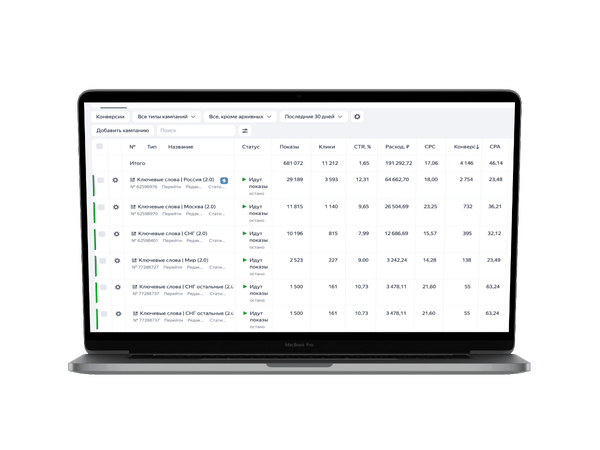 Конверсии Все типы кампаний Все, кроме архивных Последние 30 дней
Добавить кампанию Поиск
№ Тип Название Статус Показы Клики CTR, % Расход, ₽ CPC Конверс↓ CPA
Итого 681 072 11 212 1,65 191 292,72 17,06 4 146 46,14
Ключевые слова | Россия (2.0) Идут показы 29 189 3 593 12,31 64 662,70 18,00 2 754 23,48
№ 62598976 Перейти Редак... Стати... остано
Ключевые слова | Москва (2.0) Идут показы 11 815 1 140 9,65 26 504,69 23,25 732 36,21
№ 62598970 Перейти Редак... Стати... остано
Ключевые слова | СНГ (2.0) Идут показы 10 196 815 7,99 12 686,69 15,57 395 32,12
№ 62598401 Перейти Редак... Стати... остано
Ключевые слова | Мир (2.0) Идут показы 2 523 227 9,00 3 242,24 14,28 138 23,49
№ 77288727 Перейти Редак... Стати... остано
Ключевые слова | СНГ остальные (2.0 Идут показы 1 500 161 10,73 3 478,11 21,60 55 63,24
№ 77288737 Перейти Редак... Стати... остано
Ключевые слова | СНГ остальные (2.0 Идут показы 1 500 161 10,73 3 478,11 21,60 55 63,24
№ 77288737 Перейти Редак... Стати... остано
MacBook Pro